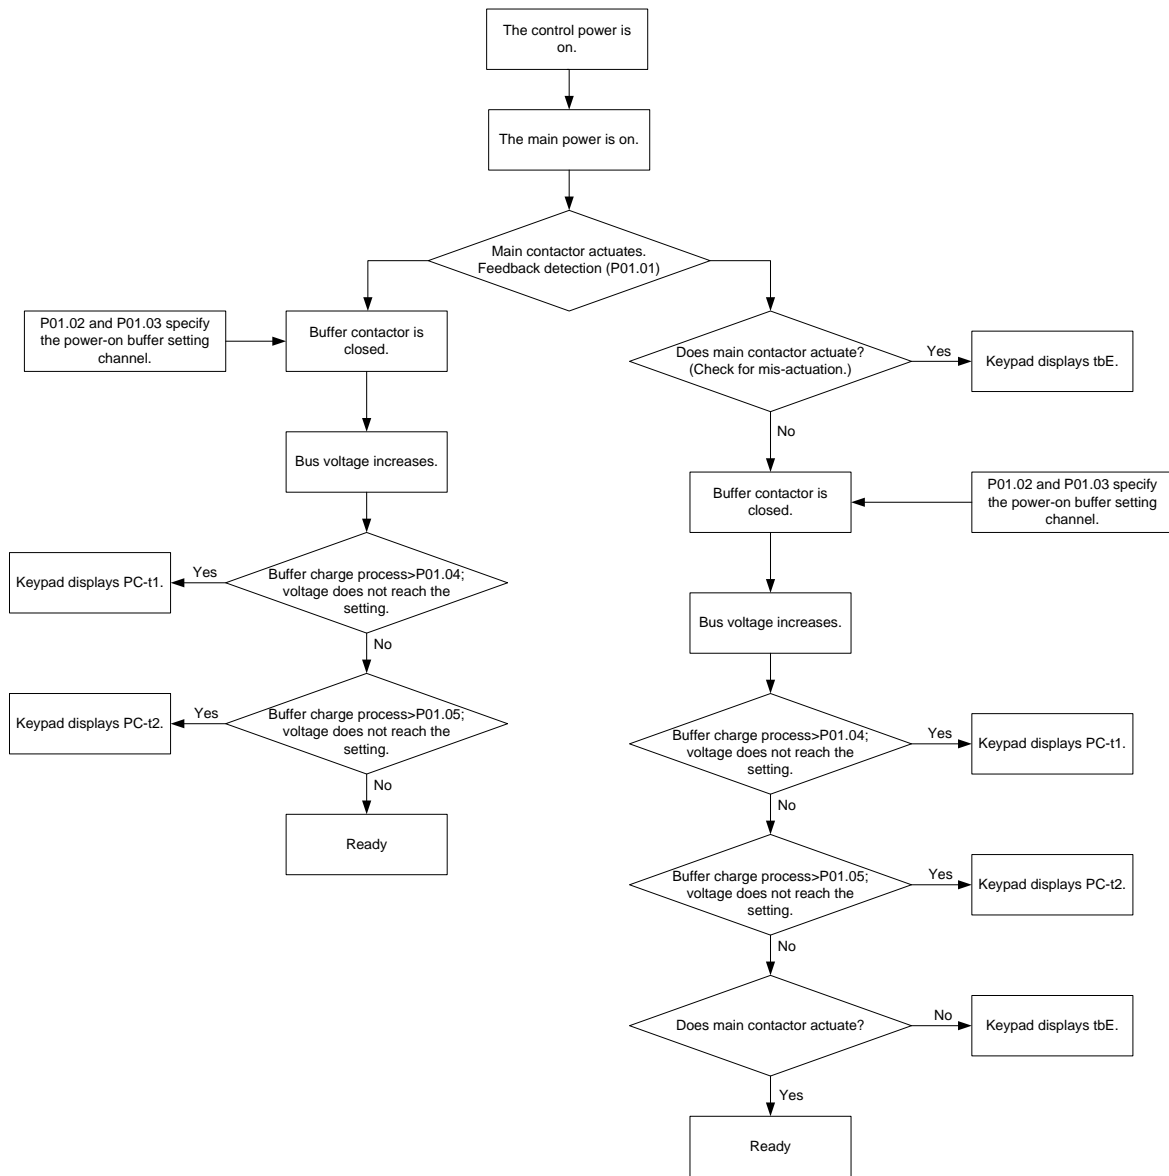 The control power is
on.
The main power is on.
Main contactor actuates.
Feedback detection (P01.01)
P01.02 and P01.03 specify
the power-on buffer setting
channel.
Buffer contactor is
closed.
Bus voltage increases.
Buffer charge process>P01.04;
voltage does not reach the
setting.
Yes
Keypad displays PC-t1.
No
Buffer charge process>P01.05;
voltage does not reach the
setting.
Yes
Keypad displays PC-t2.
No
Ready
Does main contactor actuate?
(Check for mis-actuation.)
Yes
Keypad displays tbE.
No
Buffer contactor is
closed.
P01.02 and P01.03 specify
the power-on buffer setting
channel.
Bus voltage increases.
Buffer charge process>P01.04;
voltage does not reach the
setting.
Yes
Keypad displays PC-t1.
No
Buffer charge process>P01.05;
voltage does not reach the
setting.
Yes
Keypad displays PC-t2.
No
Does main contactor actuate?
No
Keypad displays tbE.
Yes
Ready